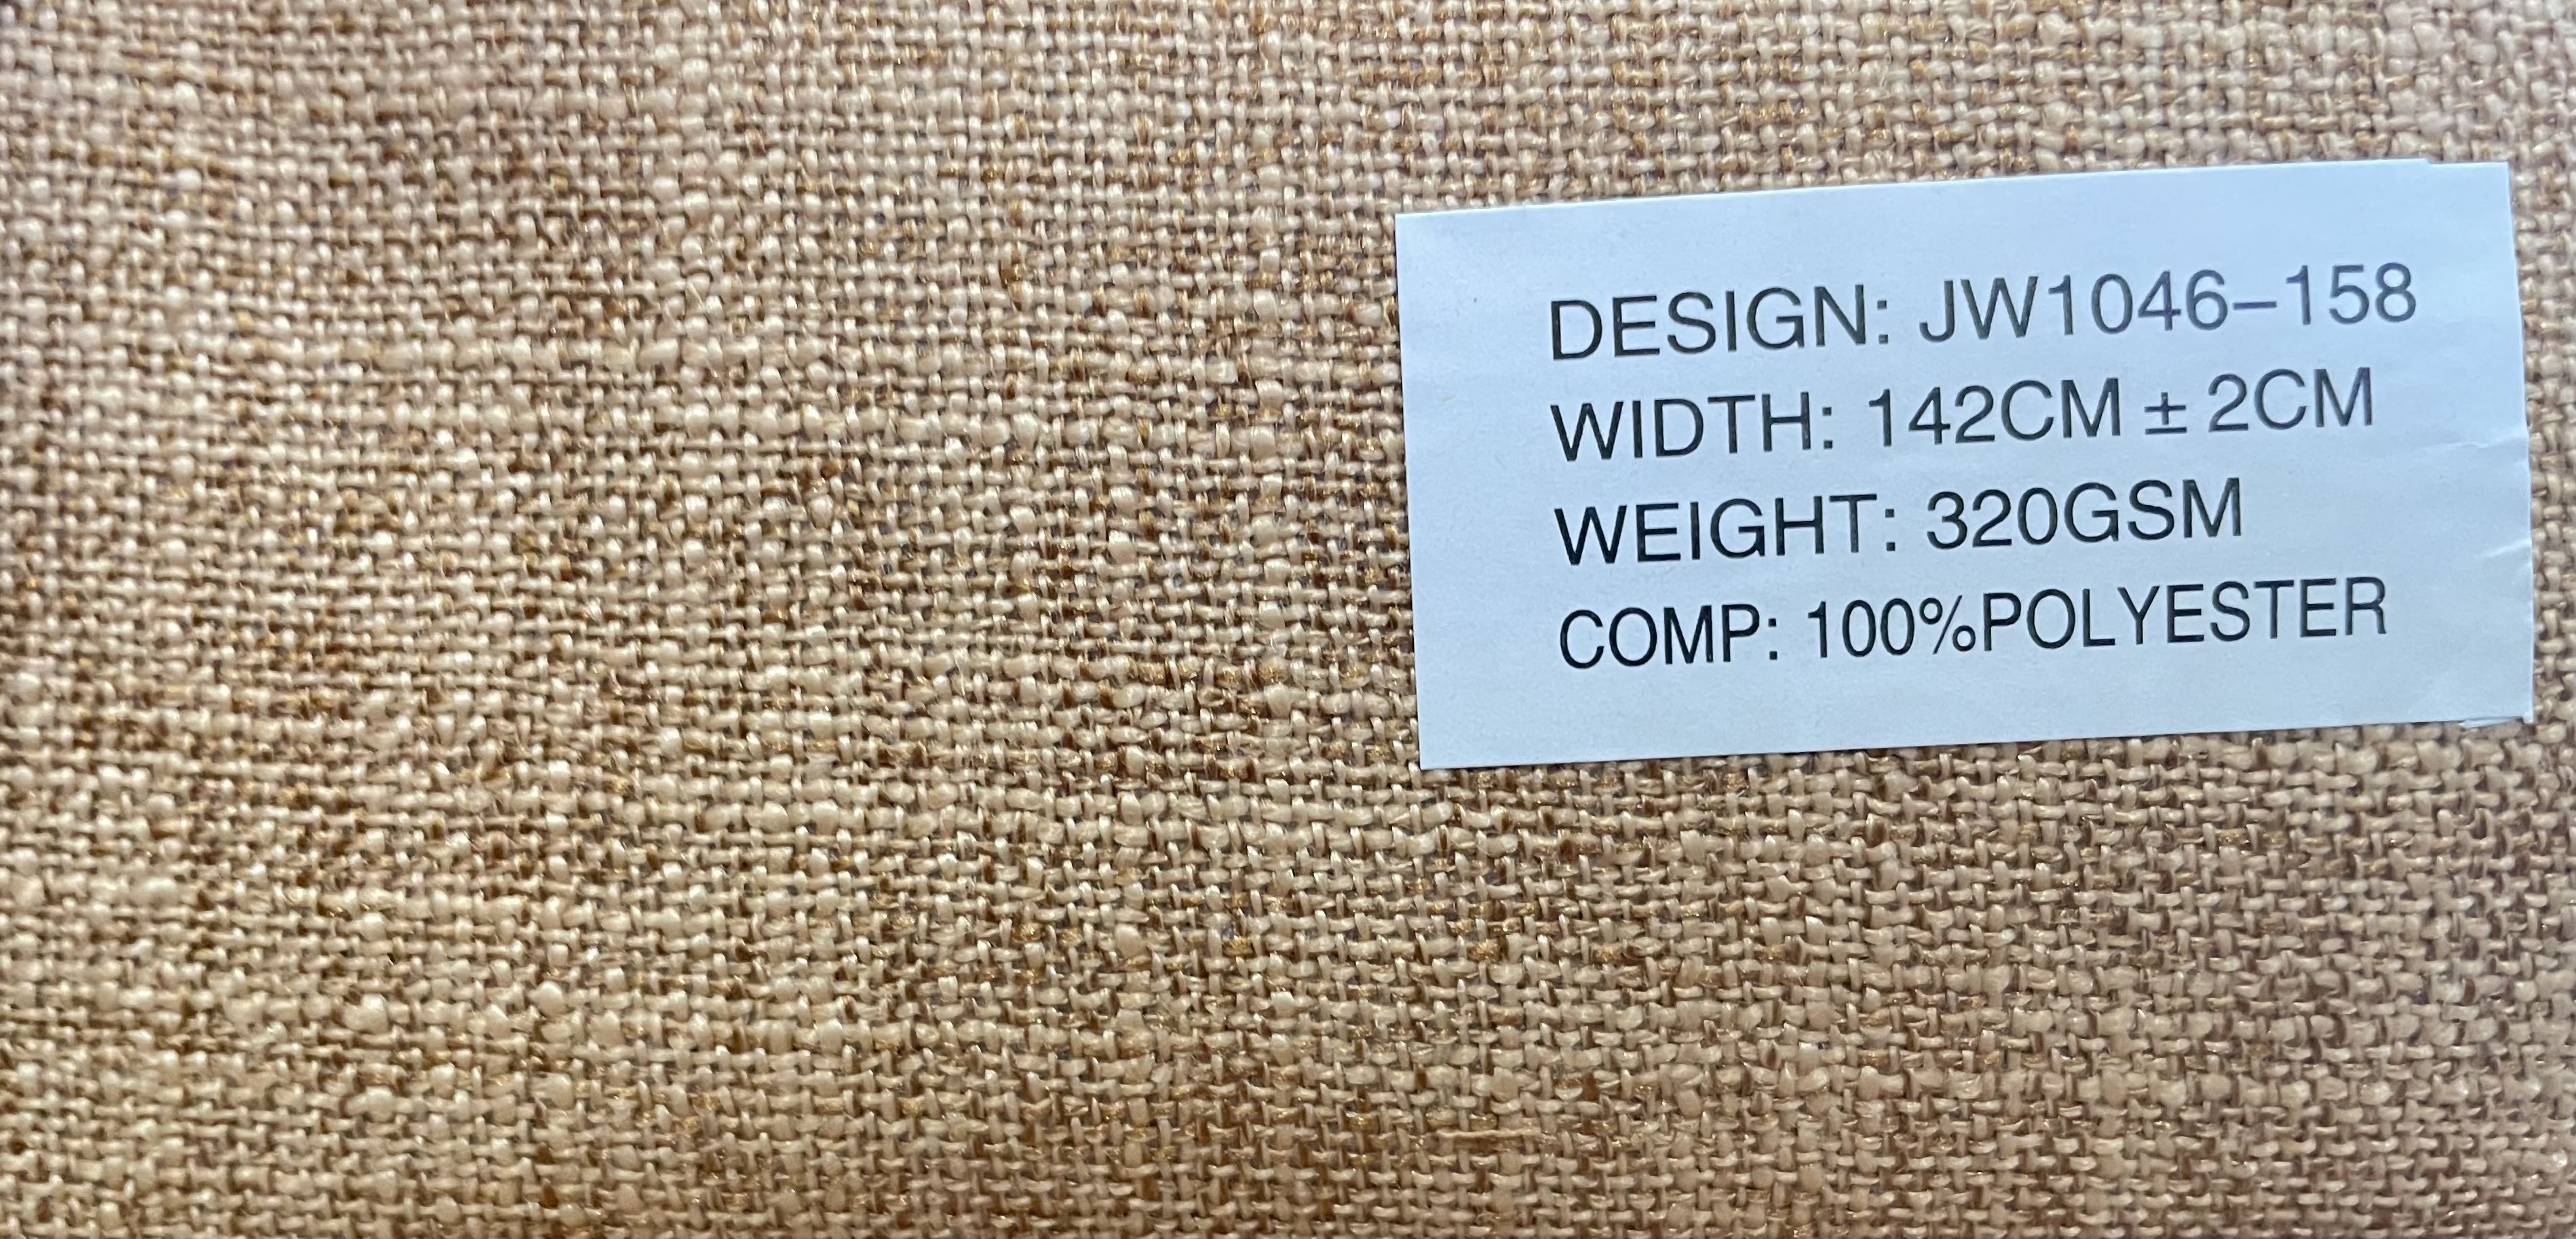 DESIGN: JW1046-158
WIDTH: 142CM ± 2CM
WEIGHT: 320GSM
COMP: 100%POLYESTER